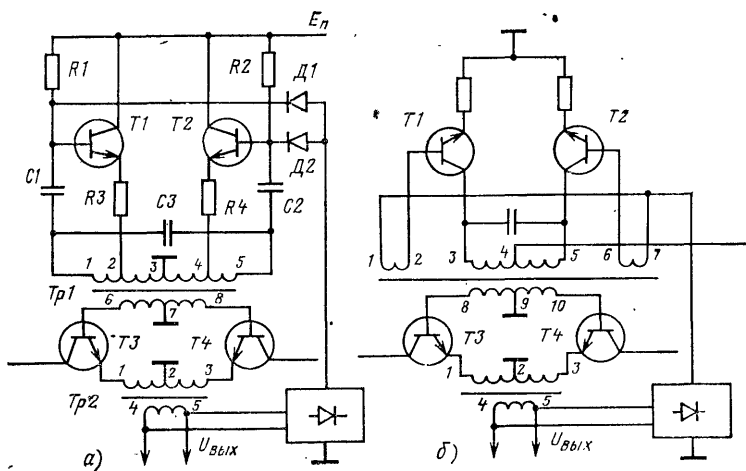 Eп
R1
R2
Д1
T1
T2
T1
T2
Д2
C1
R3
C3
R4
C2
1 2 3 4 5
1 2 3 4 5 6 7
Тр1
6 7 8
8 9 10
T3
T4
T3
T4
1 2 3
1 2 3
Тр2
4 5
4 5
Uвых
Uвых
а)
б)